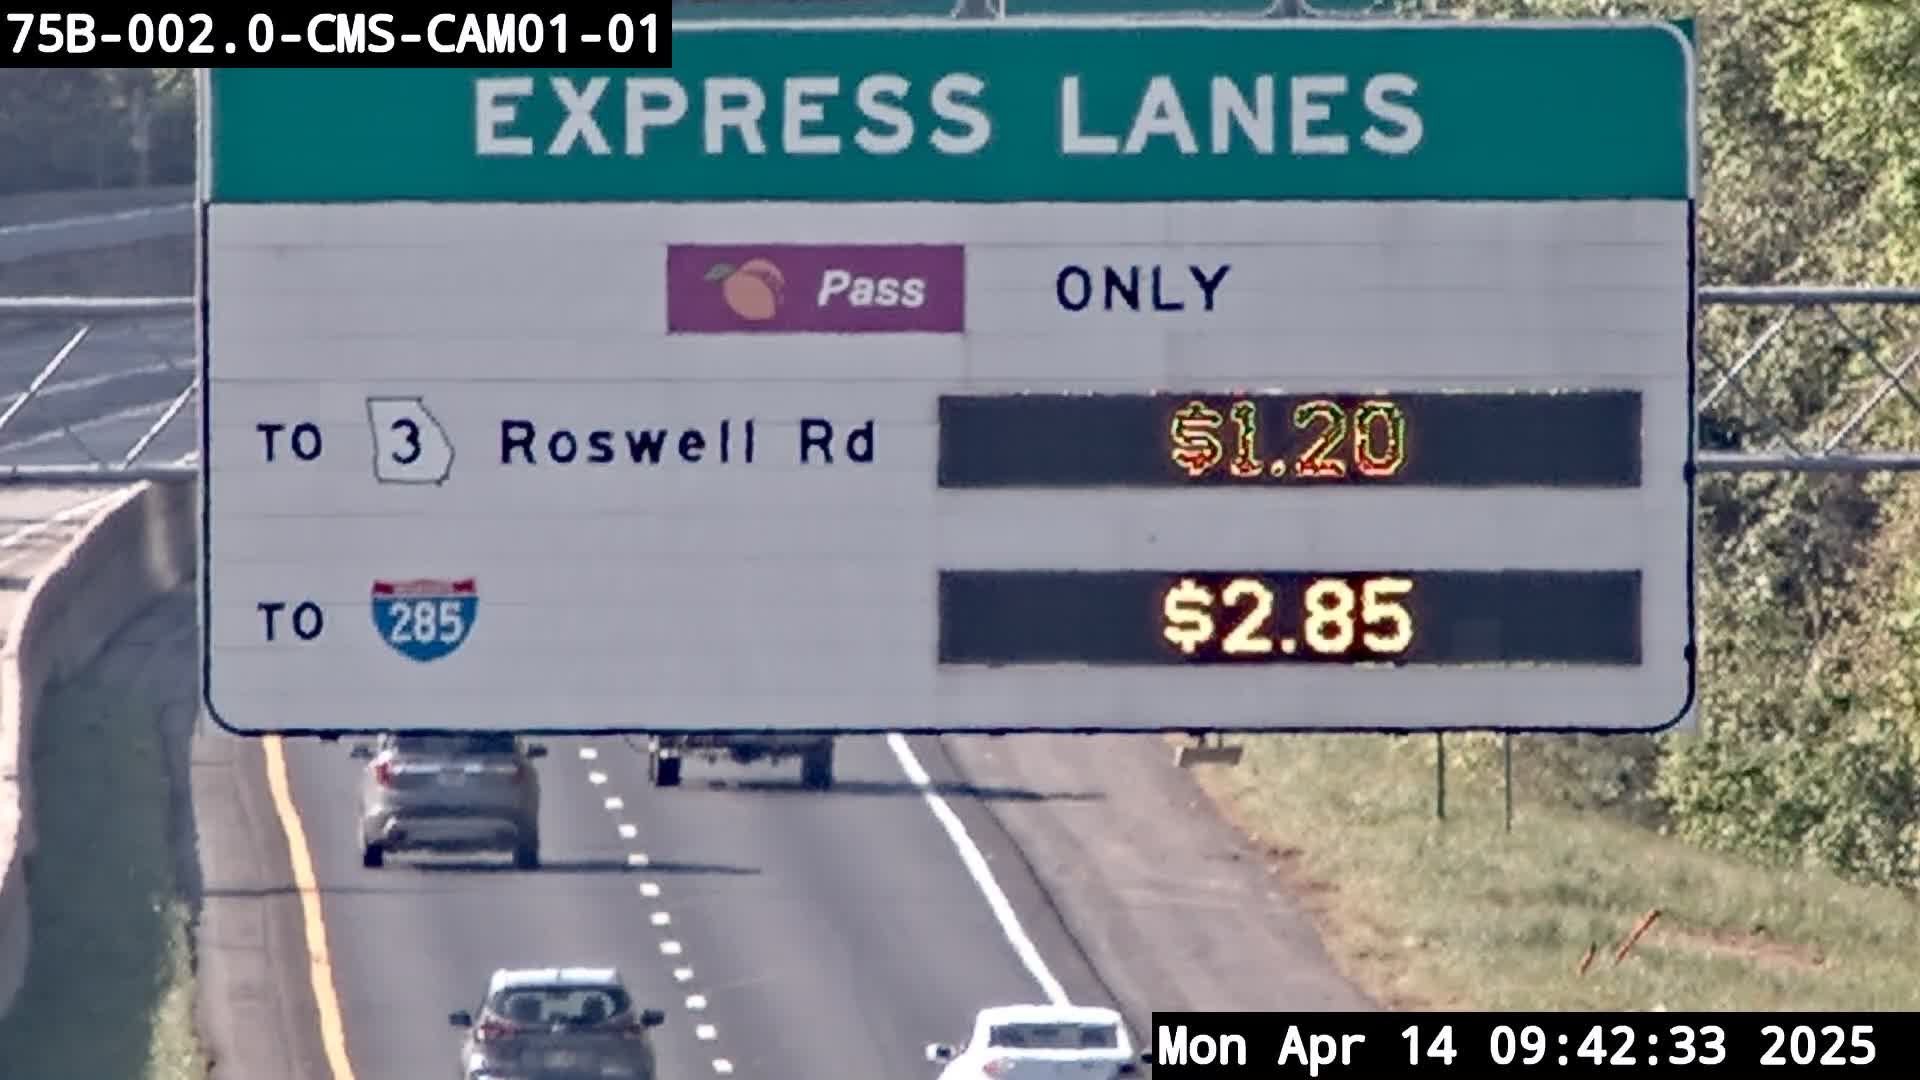 75B-002.0-CMS-CAM01-01
EXPRESS LANES
Pass ONLY
TO 3 Roswell Rd $1.20
TO 285 $2.85
Mon Apr 14 09:42:33 2025